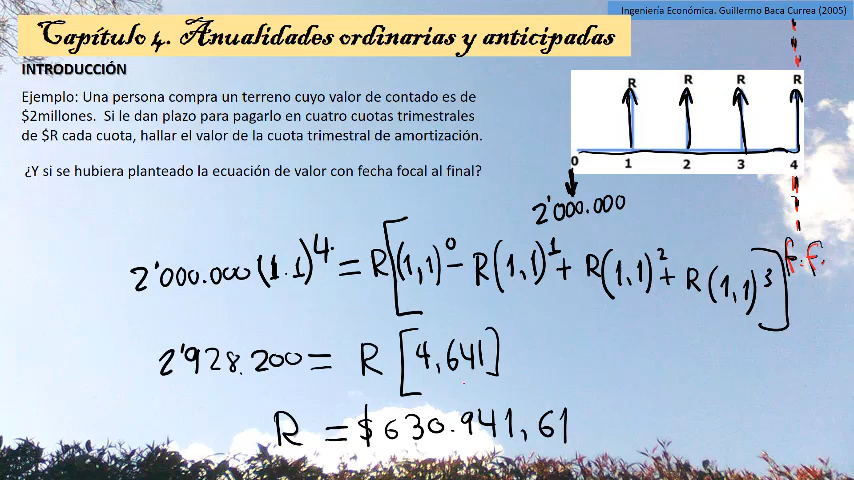 Ingeniería Económica. Guillermo Baca Currea (2005)
Capítulo 4. Anualidades ordinarias y anticipadas
INTRODUCCIÓN
Ejemplo: Una persona compra un terreno cuyo valor de contado es de
$2millones. Si le dan plazo para pagarlo en cuatro cuotas trimestrales
de $R cada cuota, hallar el valor de la cuota trimestral de amortización.
¿Y si se hubiera planteado la ecuación de valor con fecha focal al final?
R R R R
0 1 2 3 4
2'000.000
f.f.
2'000.000 (1.1)^4. = R[(1,1)^0 - R(1,1)^1 + R(1,1)^2 + R(1,1)^3]
2'928.200 = R [4,641]
R = $630.941,61